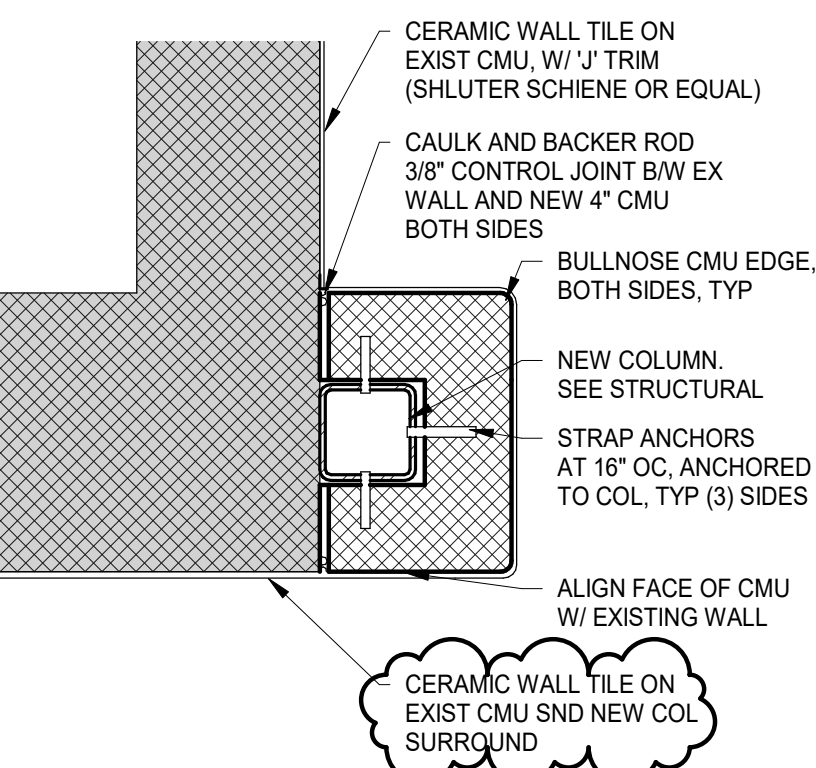 CERAMIC WALL TILE ON
EXIST CMU, W/ 'J' TRIM
(SHLUTER SCHIENE OR EQUAL)
CAULK AND BACKER ROD
3/8" CONTROL JOINT B/W EX
WALL AND NEW 4" CMU
BOTH SIDES
BULLNOSE CMU EDGE,
BOTH SIDES, TYP
NEW COLUMN.
SEE STRUCTURAL
STRAP ANCHORS
AT 16" OC, ANCHORED
TO COL, TYP (3) SIDES
ALIGN FACE OF CMU
W/ EXISTING WALL
CERAMIC WALL TILE ON
EXIST CMU SND NEW COL
SURROUND